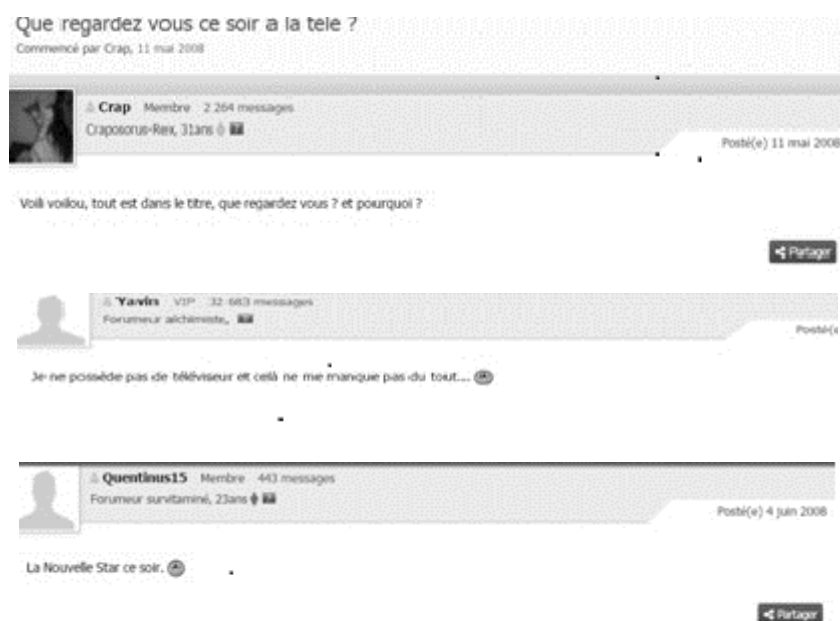 Que regardez vous ce soir a la tele ?
Commencé par Crap, 11 mai 2008
Crap Membre 2 264 messages
Craposorus-Rex, 31ans
Posté(e) 11 mai 2008
Voili voilou, tout est dans le titre, que regardez vous ? et pourquoi ?
Partager
VIP 32 663 messages
Forumeur alchimiste,
Posté(e
Je ne possède pas de téléviseur et celà ne me manque pas du tout....
Quentinus15 Membre 443 messages
Forumeur survitaminé, 23ans
Posté(e) 4 juin 2008
La Nouvelle Star ce soir.
Partager